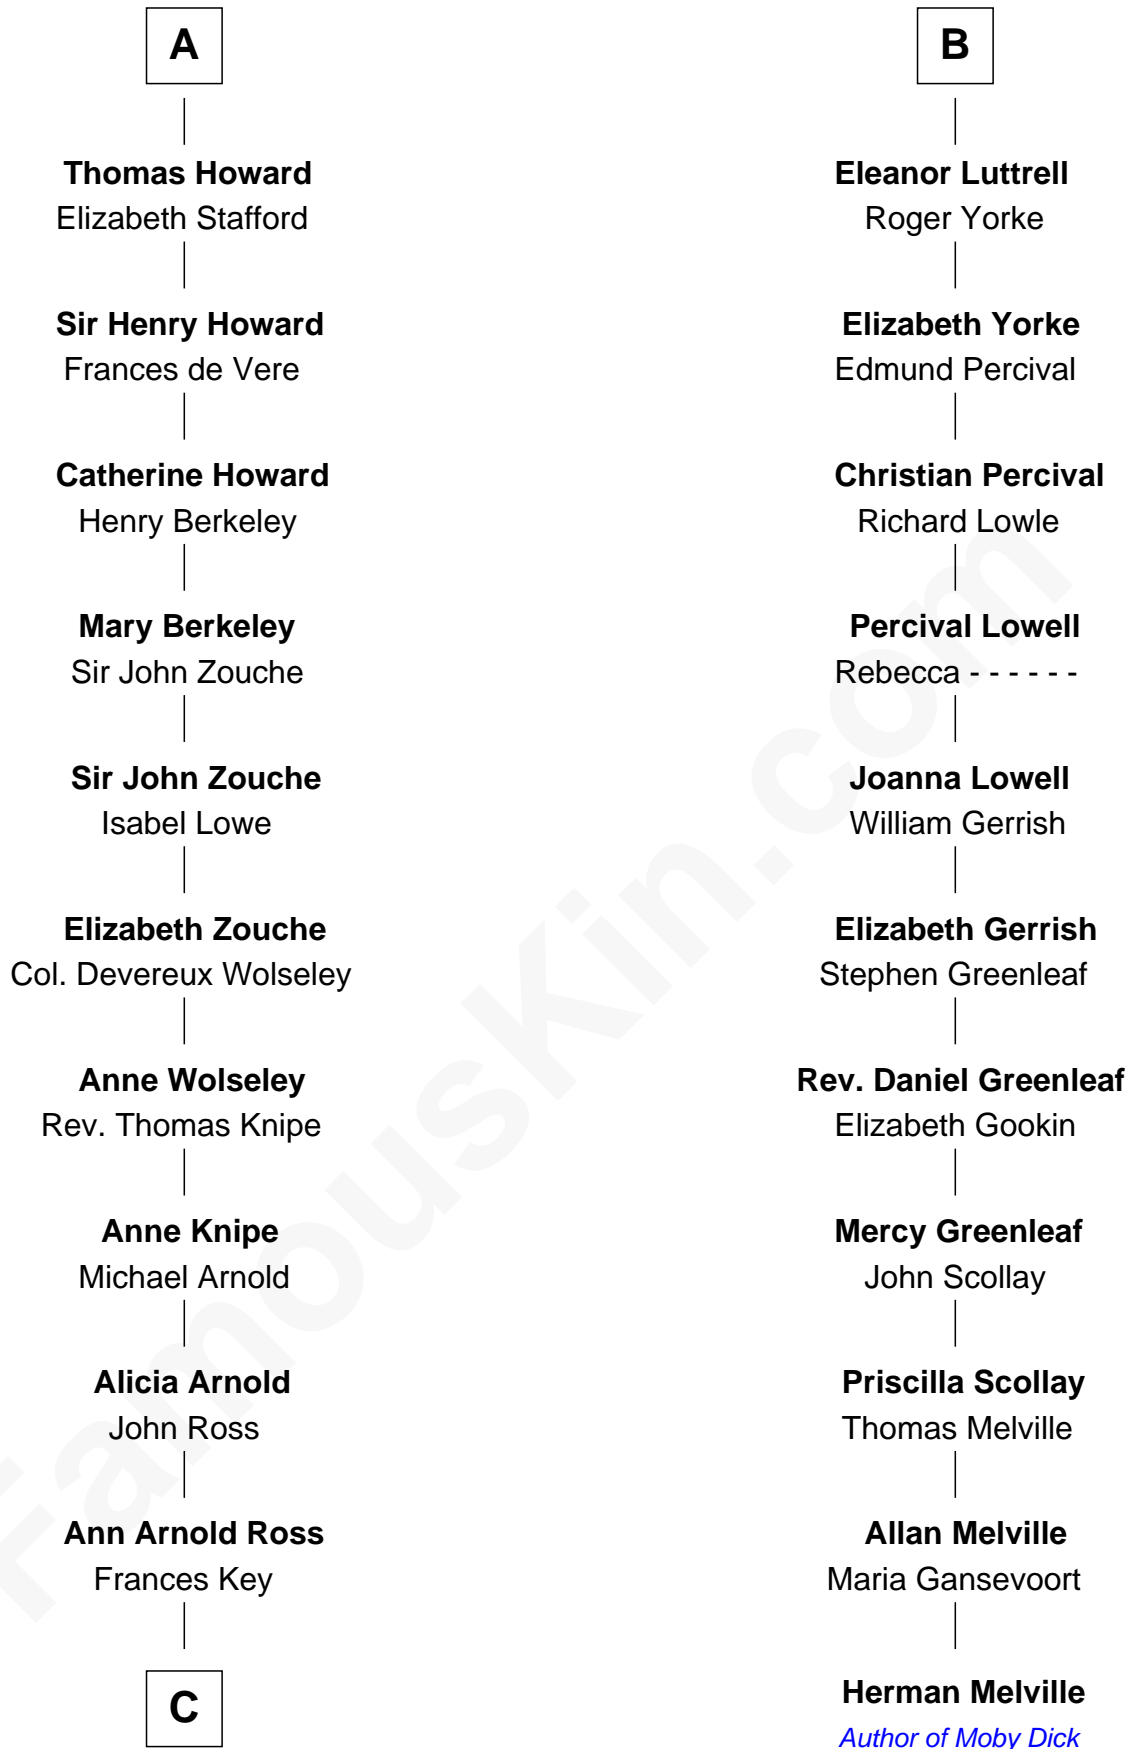 A
Thomas Howard
Elizabeth Stafford
Sir Henry Howard
Frances de Vere
Catherine Howard
Henry Berkeley
Mary Berkeley
Sir John Zouche
Sir John Zouche
Isabel Lowe
Elizabeth Zouche
Col. Devereux Wolseley
Anne Wolseley
Rev. Thomas Knipe
Anne Knipe
Michael Arnold
Alicia Arnold
John Ross
Ann Arnold Ross
Frances Key
C
B
Eleanor Luttrell
Roger Yorke
Elizabeth Yorke
Edmund Percival
Christian Percival
Richard Lowle
Percival Lowell
Rebecca - - - - - -
Joanna Lowell
William Gerrish
Elizabeth Gerrish
Stephen Greenleaf
Rev. Daniel Greenleaf
Elizabeth Gookin
Mercy Greenleaf
John Scollay
Priscilla Scollay
Thomas Melville
Allan Melville
Maria Gansevoort
Herman Melville
Author of Moby Dick
FamousKin.com